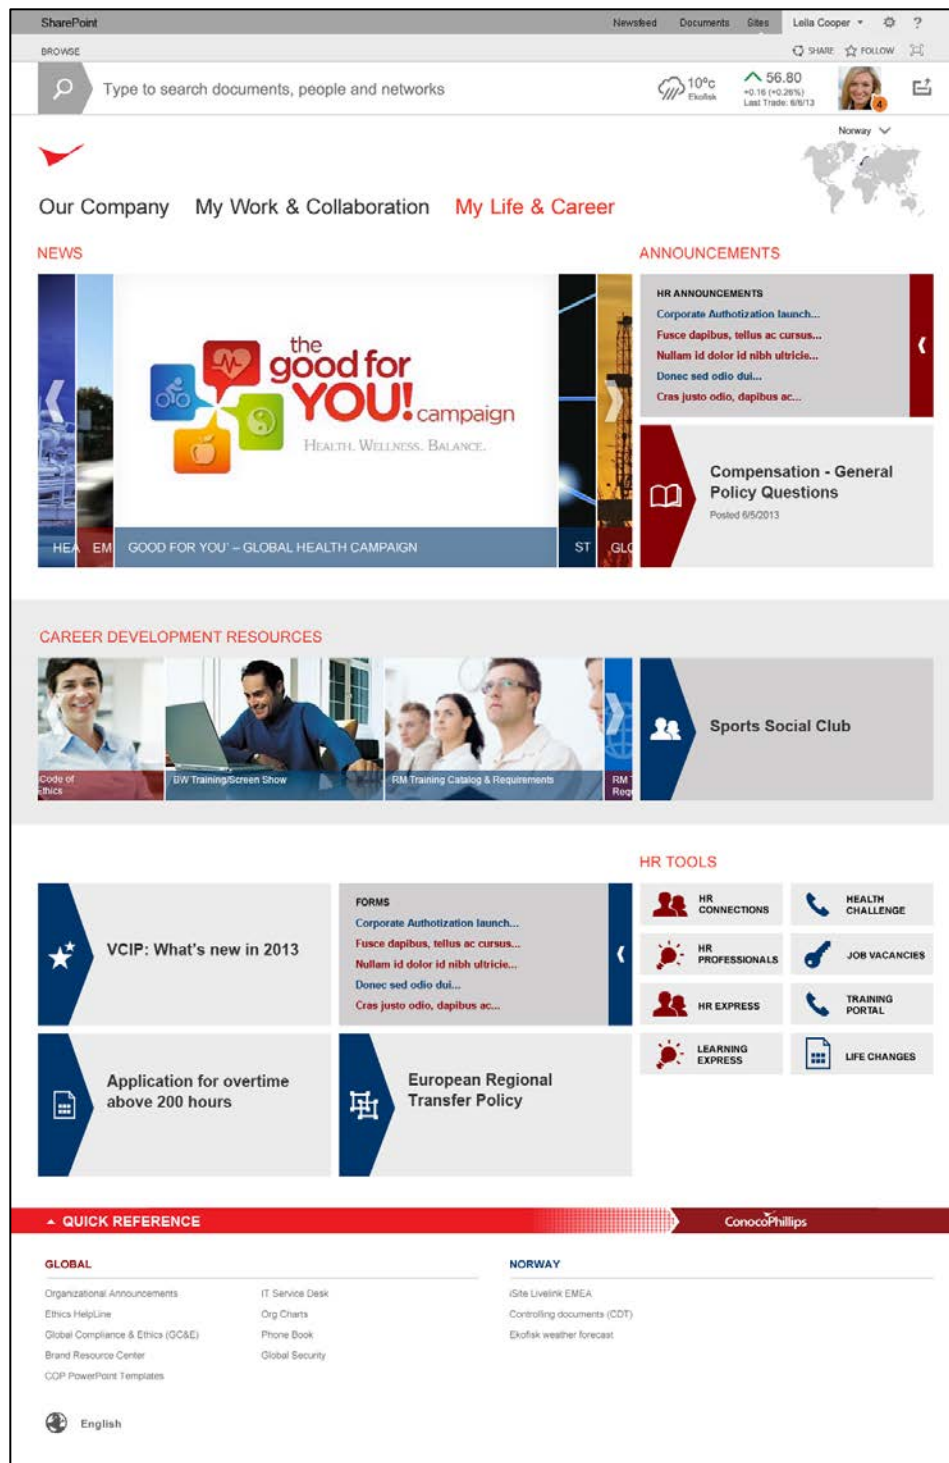 SharePoint
Newsfeed Documents Sites Leila Cooper ?
BROWSE
SHARE FOLLOW
Type to search documents, people and networks
10°c
Ekofisk
56.80
+0.16 (+0.26%)
Last Trade: 6/6/13
4
Norway
Our Company My Work & Collaboration My Life & Career
NEWS
the
good for
YOU! campaign
HEALTH. WELLNESS. BALANCE.
HEA
EM
GOOD FOR YOU' – GLOBAL HEALTH CAMPAIGN
ST
GLO
ANNOUNCEMENTS
HR ANNOUNCEMENTS
Corporate Authotization launch...
Fusce dapibus, tellus ac cursus...
Nullam id dolor id nibh ultricie...
Donec sed odio dui...
Cras justo odio, dapibus ac...
Compensation - General
Policy Questions
Posted 6/5/2013
CAREER DEVELOPMENT RESOURCES
Code of
Ethics
BW Training/Screen Show
RM Training Catalog & Requirements
RM T
Requ
Sports Social Club
VCIP: What's new in 2013
FORMS
Corporate Authotization launch...
Fusce dapibus, tellus ac cursus...
Nullam id dolor id nibh ultricie...
Donec sed odio dui...
Cras justo odio, dapibus ac...
Application for overtime
above 200 hours
European Regional
Transfer Policy
HR TOOLS
HR
CONNECTIONS
HEALTH
CHALLENGE
HR
PROFESSIONALS
JOB VACANCIES
HR EXPRESS
TRAINING
PORTAL
LEARNING
EXPRESS
LIFE CHANGES
QUICK REFERENCE
ConocoPhillips
GLOBAL
Organizational Announcements
Ethics HelpLine
Global Compliance & Ethics (GC&E)
Brand Resource Center
COP PowerPoint Templates
IT Service Desk
Org Charts
Phone Book
Global Security
NORWAY
iSite Livelink EMEA
Controlling documents (CDT)
Ekofisk weather forecast
English